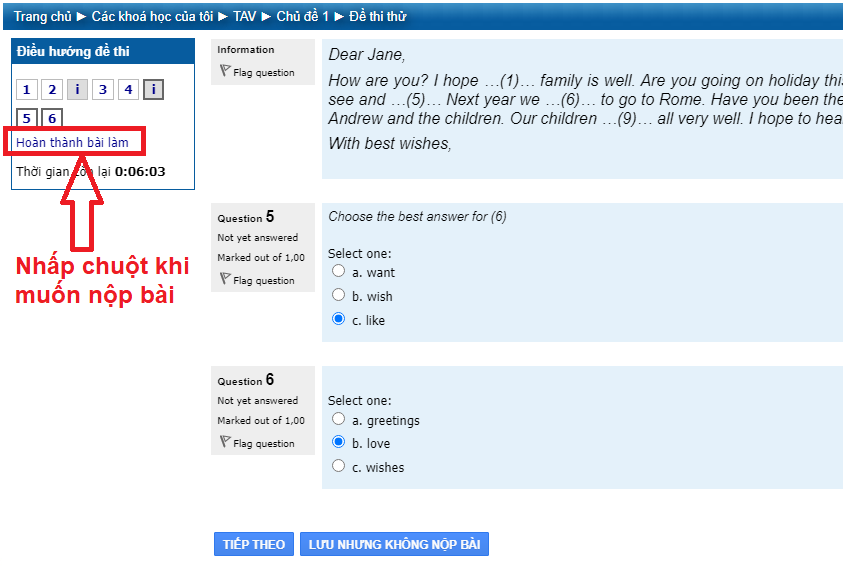 Trang chủ ► Các khoá học của tôi ► TAV ► Chủ đề 1 ► Đề thi thử
Điều hướng đề thi
1 2 i 3 4 i
5 6
Hoàn thành bài làm
Thời gian còn lại 0:06:03
Nhấp chuột khi
muốn nộp bài
Information
Flag question
Dear Jane,
How are you? I hope …(1)… family is well. Are you going on holiday this
see and …(5)… Next year we …(6)… to go to Rome. Have you been the
Andrew and the children. Our children …(9)… all very well. I hope to hea
With best wishes,
Question 5
Not yet answered
Marked out of 1,00
Flag question
Choose the best answer for (6)
Select one:
a. want
b. wish
c. like
Question 6
Not yet answered
Marked out of 1,00
Flag question
Select one:
a. greetings
b. love
c. wishes
TIẾP THEO LƯU NHƯNG KHÔNG NỘP BÀI